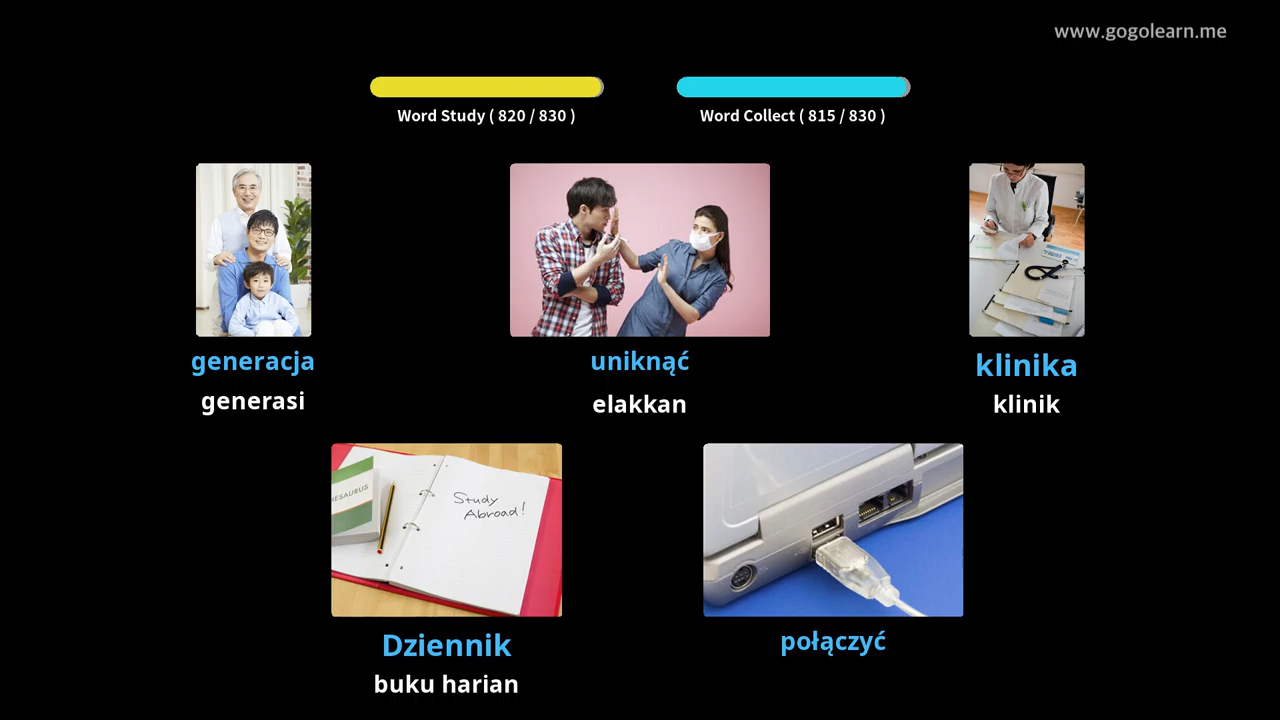 www.gogolearn.me
Word Study ( 820 / 830 )
Word Collect ( 815 / 830 )
generacja
generasi
uniknąć
elakkan
klinika
klinik
HESAURUS
Study
Abroad!
Dziennik
buku harian
połączyć